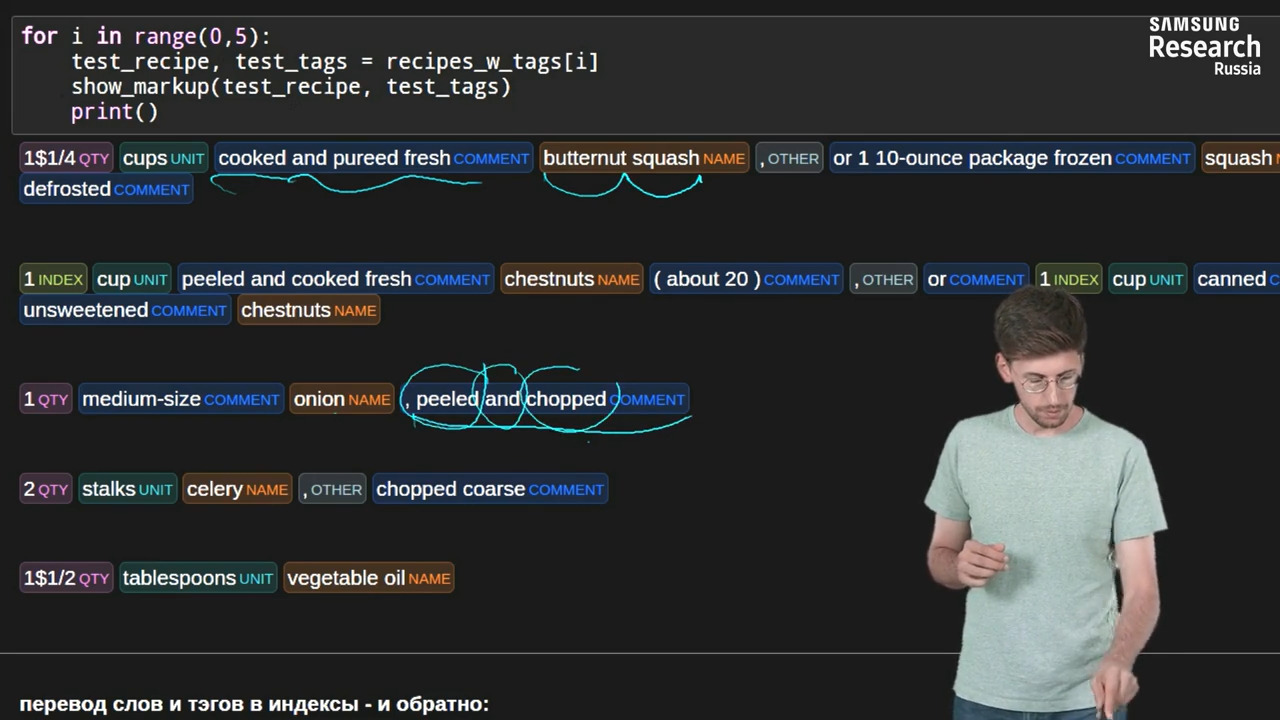 for i in range(0,5):
test_recipe, test_tags = recipes_w_tags[i]
show_markup(test_recipe, test_tags)
print()
SAMSUNG
Research
Russia
1$1/4 QTY cups UNIT cooked and pureed fresh COMMENT butternut squash NAME , OTHER or 1 10-ounce package frozen COMMENT squash
defrosted COMMENT
1 INDEX cup UNIT peeled and cooked fresh COMMENT chestnuts NAME ( about 20 ) COMMENT , OTHER or COMMENT 1 INDEX cup UNIT canned
unsweetened COMMENT chestnuts NAME
1 QTY medium-size COMMENT onion NAME , peeled and chopped COMMENT
2 QTY stalks UNIT celery NAME , OTHER chopped coarse COMMENT
1$1/2 QTY tablespoons UNIT vegetable oil NAME
перевод слов и тэгов в индексы - и обратно: